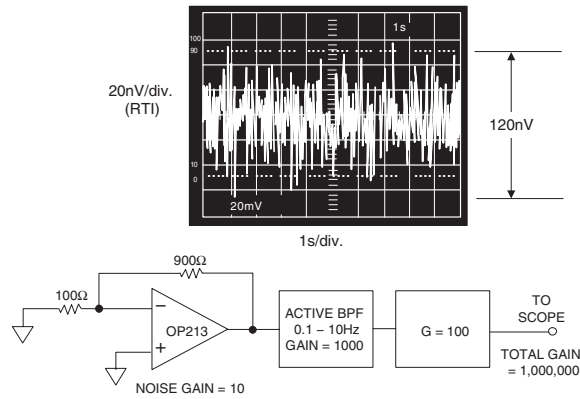 1s
100
90
20nV/div.
(RTI)
120nV
10
0
20mV
1s/div.
900Ω
100Ω
−
OP213
+
NOISE GAIN = 10
ACTIVE BPF
0.1 – 10Hz
GAIN = 1000
G = 100
TO
SCOPE
TOTAL GAIN
= 1,000,000